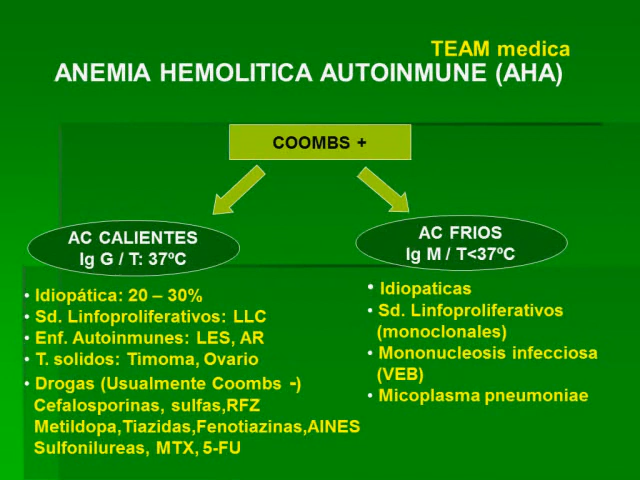 TEAM medica
ANEMIA HEMOLITICA AUTOINMUNE (AHA)
COOMBS +
AC CALIENTES
Ig G / T: 37ºC
• Idiopática: 20 – 30%
• Sd. Linfoproliferativos: LLC
• Enf. Autoinmunes: LES, AR
• T. solidos: Timoma, Ovario
• Drogas (Usualmente Coombs -)
Cefalosporinas, sulfas,RFZ
Metildopa,Tiazidas,Fenotiazinas,AINES
Sulfonilureas, MTX, 5-FU
AC FRIOS
Ig M / T<37ºC
• Idiopaticas
• Sd. Linfoproliferativos
(monoclonales)
• Mononucleosis infecciosa
(VEB)
• Micoplasma pneumoniae